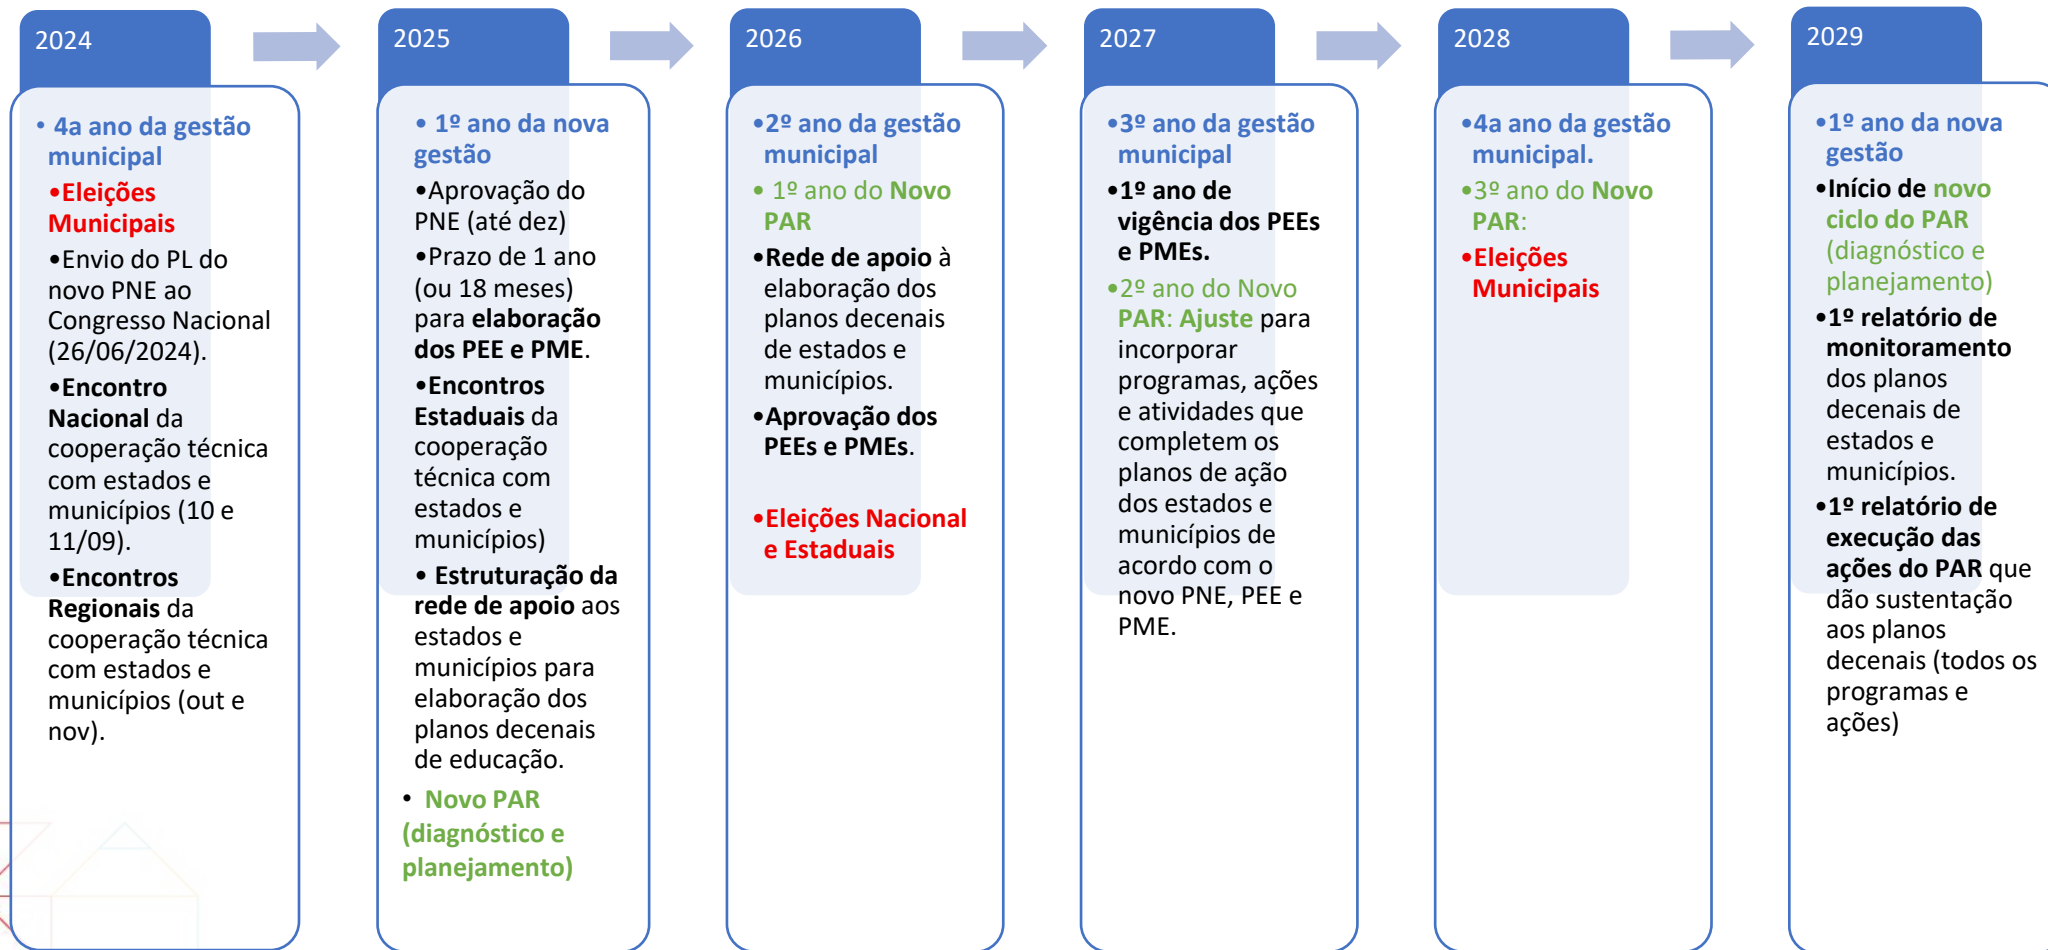 2024
• 4a ano da gestão
municipal
•Eleições
Municipais
•Envio do PL do
novo PNE ao
Congresso Nacional
(26/06/2024).
•Encontro
Nacional da
cooperação técnica
com estados e
municípios (10 e
11/09).
•Encontros
Regionais da
cooperação técnica
com estados e
municípios (out e
nov).
2025
• 1º ano da nova
gestão
•Aprovação do
PNE (até dez)
•Prazo de 1 ano
(ou 18 meses)
para elaboração
dos PEE e PME.
•Encontros
Estaduais da
cooperação
técnica com
estados e
municípios)
• Estruturação da
rede de apoio aos
estados e
municípios para
elaboração dos
planos decenais
de educação.
• Novo PAR
(diagnóstico e
planejamento)
2026
•2º ano da gestão
municipal
• 1º ano do Novo
PAR
•Rede de apoio à
elaboração dos
planos decenais
de estados e
municípios.
•Aprovação dos
PEEs e PMEs.
•Eleições Nacional
e Estaduais
2027
•3º ano da gestão
municipal
•1º ano de
vigência dos PEEs
e PMEs.
•2º ano do Novo
PAR: Ajuste para
incorporar
programas, ações
e atividades que
completem os
planos de ação
dos estados e
municípios de
acordo com o
novo PNE, PEE e
PME.
2028
•4a ano da gestão
municipal.
•3º ano do Novo
PAR:
•Eleições
Municipais
2029
•1º ano da nova
gestão
•Início de novo
ciclo do PAR
(diagnóstico e
planejamento)
•1º relatório de
monitoramento
dos planos
decenais de
estados e
municípios.
•1º relatório de
execução das
ações do PAR que
dão sustentação
aos planos
decenais (todos os
programas e
ações)